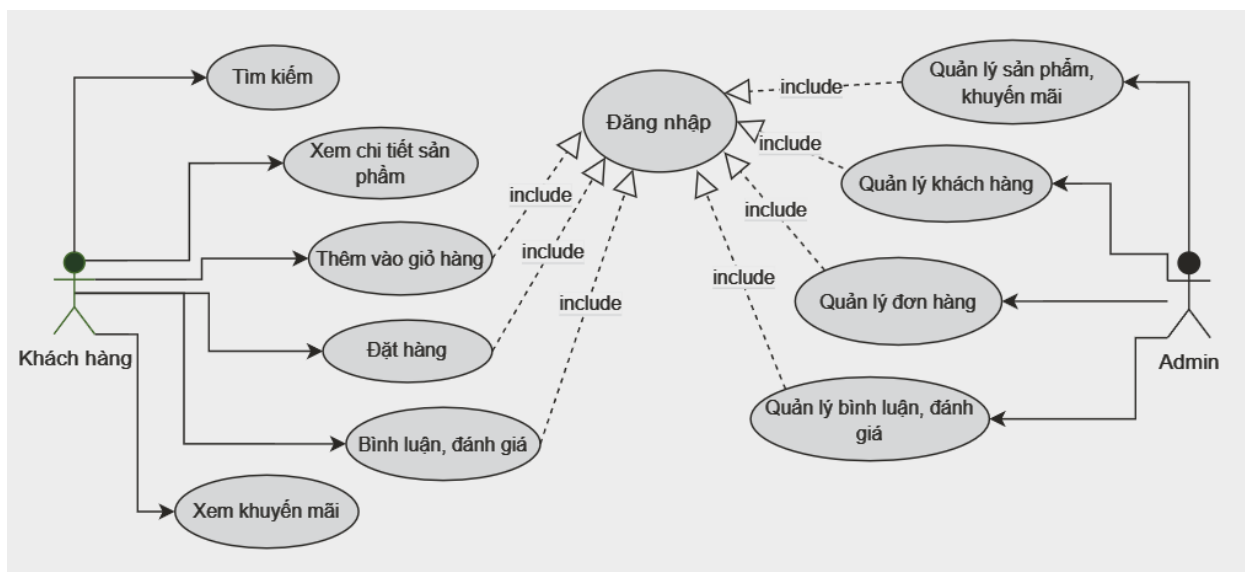 Tìm kiếm
Xem chi tiết sản
phẩm
Thêm vào giỏ hàng
Đặt hàng
Bình luận, đánh giá
Xem khuyến mãi
Khách hàng
Đăng nhập
include
include
include
include
include
include
include
Quản lý sản phẩm,
khuyến mãi
Quản lý khách hàng
Quản lý đơn hàng
Quản lý bình luận, đánh
giá
Admin